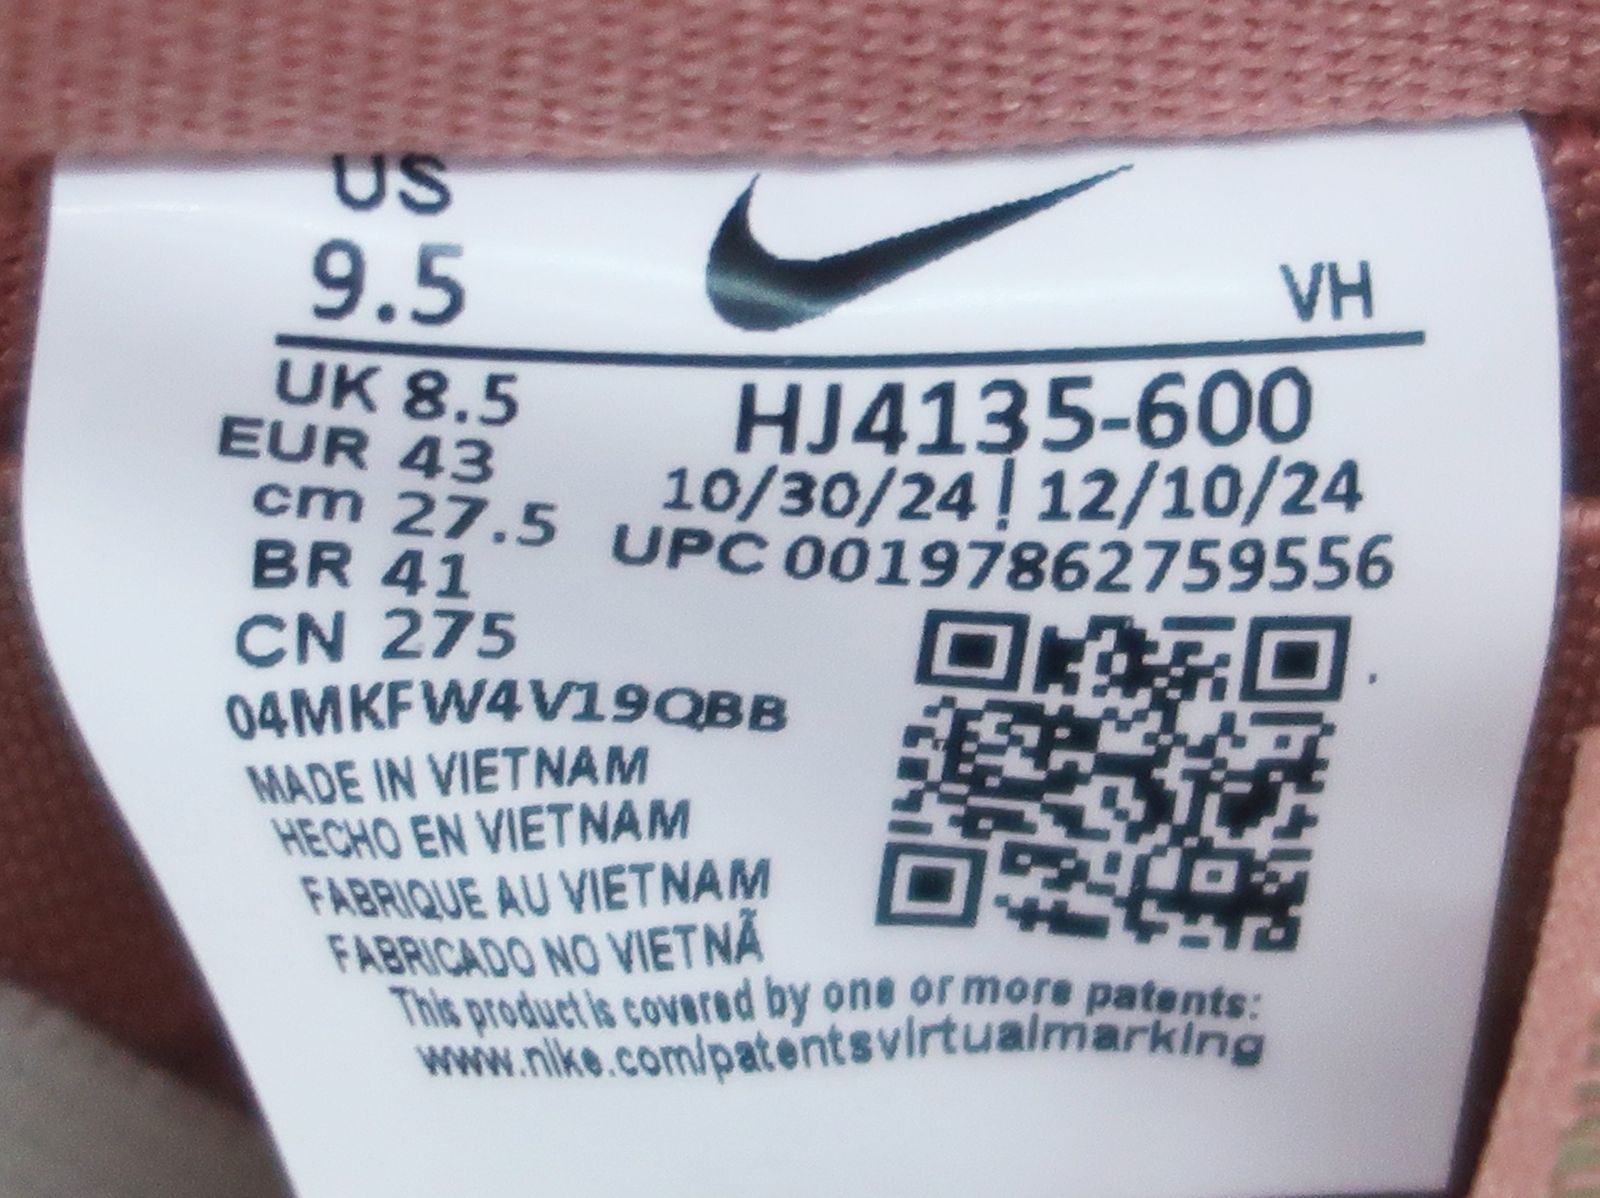 US
9.5
VH
UK 8.5
EUR 43
cm 27.5
BR 41
CN 275
HJ4135-600
10/30/24 | 12/10/24
UPC 00197862759556
04MKFW4V19QBB
MADE IN VIETNAM
HECHO EN VIETNAM
FABRIQUE AU VIETNAM
FABRICADO NO VIETNÃ
This product is covered by one or more patents:
www.nike.com/patentsvirtualmarking